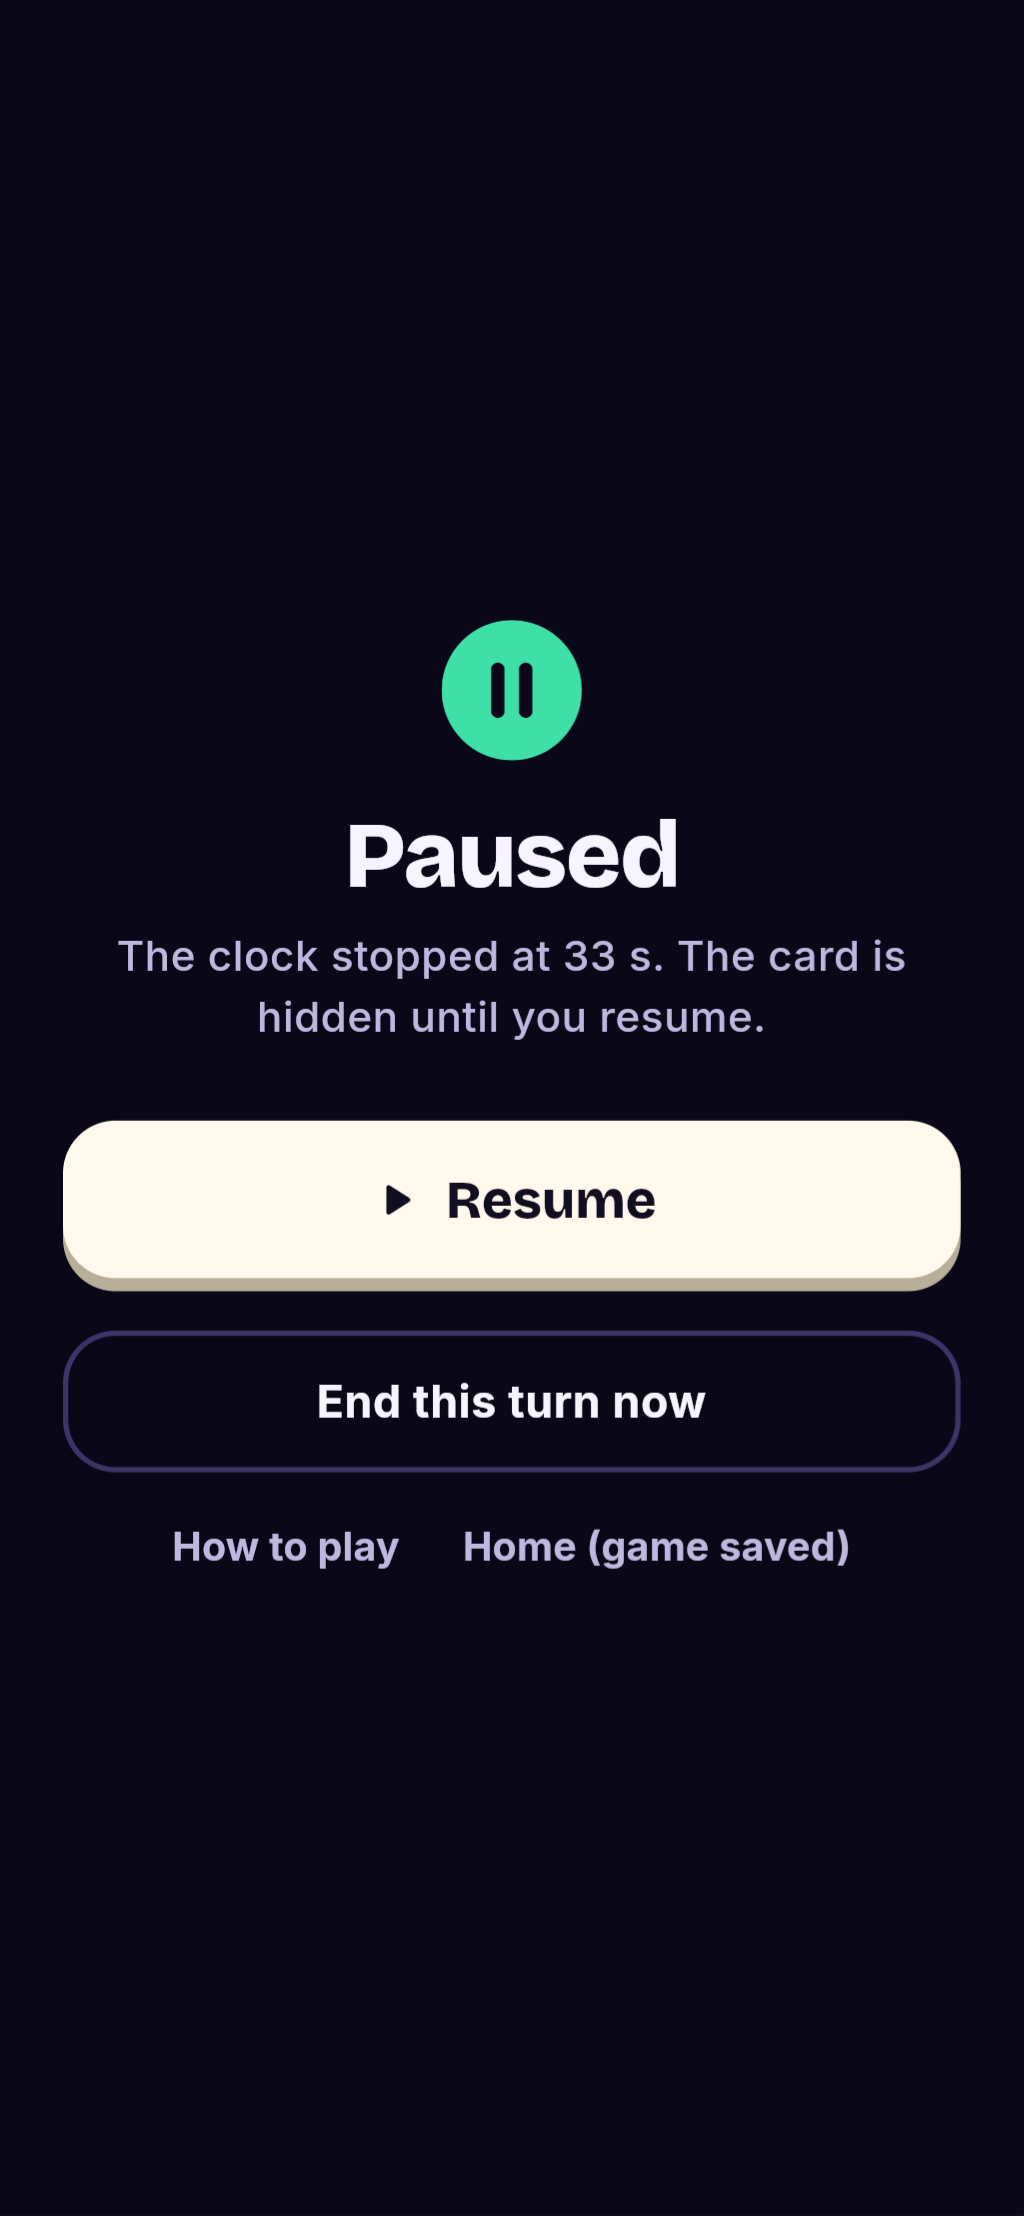 Paused
The clock stopped at 33 s. The card is
hidden until you resume.
Resume
End this turn now
How to play
Home (game saved)